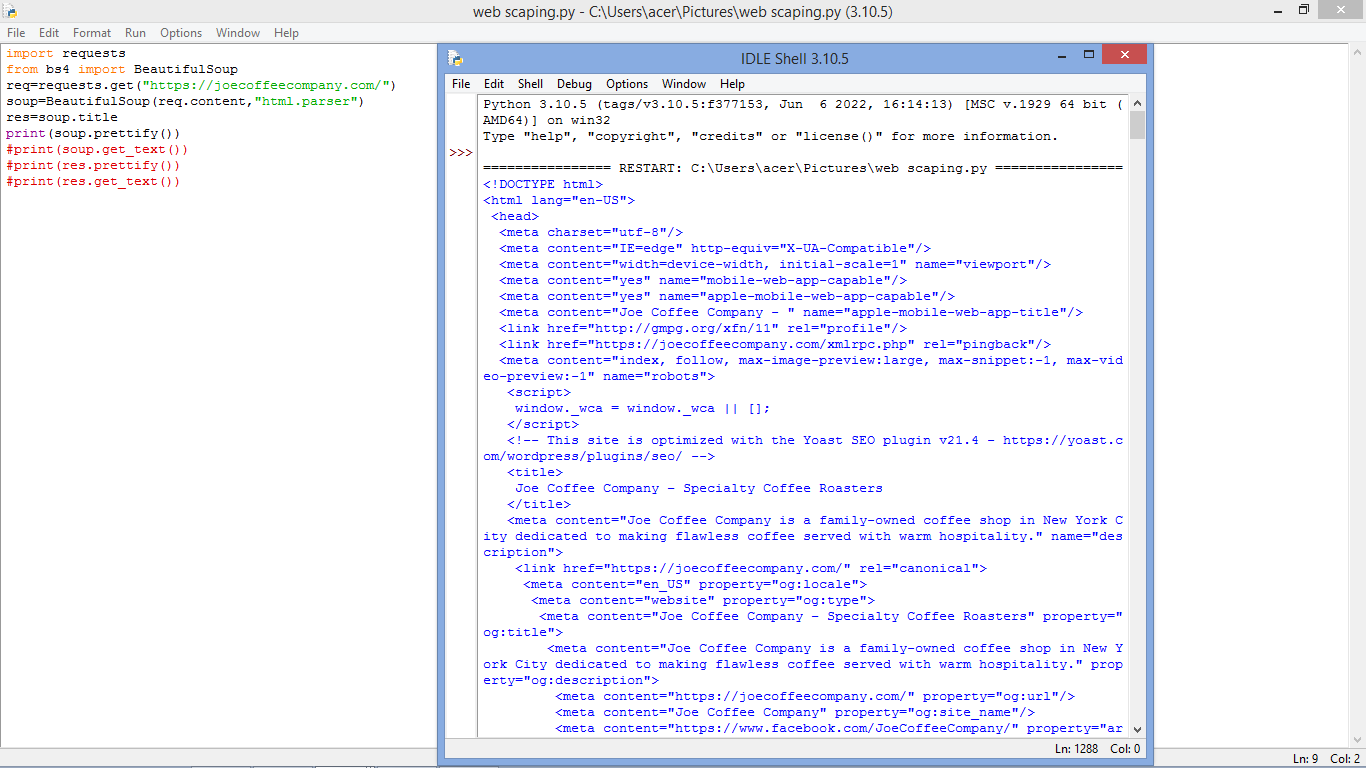 web scaping.py - C:\Users\acer\Pictures\web scaping.py (3.10.5)
File Edit Format Run Options Window Help
import requests
from bs4 import BeautifulSoup
req=requests.get("https://joecoffeecompany.com/")
soup=BeautifulSoup(req.content,"html.parser")
res=soup.title
print(soup.prettify())
#print(soup.get_text())
#print(res.prettify())
#print(res.get_text())
IDLE Shell 3.10.5
File Edit Shell Debug Options Window Help
Python 3.10.5 (tags/v3.10.5:f377153, Jun  6 2022, 16:14:13) [MSC v.1929 64 bit (
AMD64)] on win32
Type "help", "copyright", "credits" or "license()" for more information.
>>>
================ RESTART: C:\Users\acer\Pictures\web scaping.py ================
<!DOCTYPE html>
<html lang="en-US">
<head>
<meta charset="utf-8"/>
<meta content="IE=edge" http-equiv="X-UA-Compatible"/>
<meta content="width=device-width, initial-scale=1" name="viewport"/>
<meta content="yes" name="mobile-web-app-capable"/>
<meta content="yes" name="apple-mobile-web-app-capable"/>
<meta content="Joe Coffee Company - " name="apple-mobile-web-app-title"/>
<link href="http://gmpg.org/xfn/11" rel="profile"/>
<link href="https://joecoffeecompany.com/xmlrpc.php" rel="pingback"/>
<meta content="index, follow, max-image-preview:large, max-snippet:-1, max-vid
eo-preview:-1" name="robots">
<script>
window._wca = window._wca || [];
</script>
<!-- This site is optimized with the Yoast SEO plugin v21.4 - https://yoast.c
om/wordpress/plugins/seo/ -->
<title>
Joe Coffee Company - Specialty Coffee Roasters
</title>
<meta content="Joe Coffee Company is a family-owned coffee shop in New York C
ity dedicated to making flawless coffee served with warm hospitality." name="des
cription">
<link href="https://joecoffeecompany.com/" rel="canonical">
<meta content="en_US" property="og:locale">
<meta content="website" property="og:type">
<meta content="Joe Coffee Company - Specialty Coffee Roasters" property="
og:title">
<meta content="Joe Coffee Company is a family-owned coffee shop in New Y
ork City dedicated to making flawless coffee served with warm hospitality." prop
erty="og:description">
<meta content="https://joecoffeecompany.com/" property="og:url"/>
<meta content="Joe Coffee Company" property="og:site_name"/>
<meta content="https://www.facebook.com/JoeCoffeeCompany/" property="ar
Ln: 1288 Col: 0
Ln: 9 Col: 2